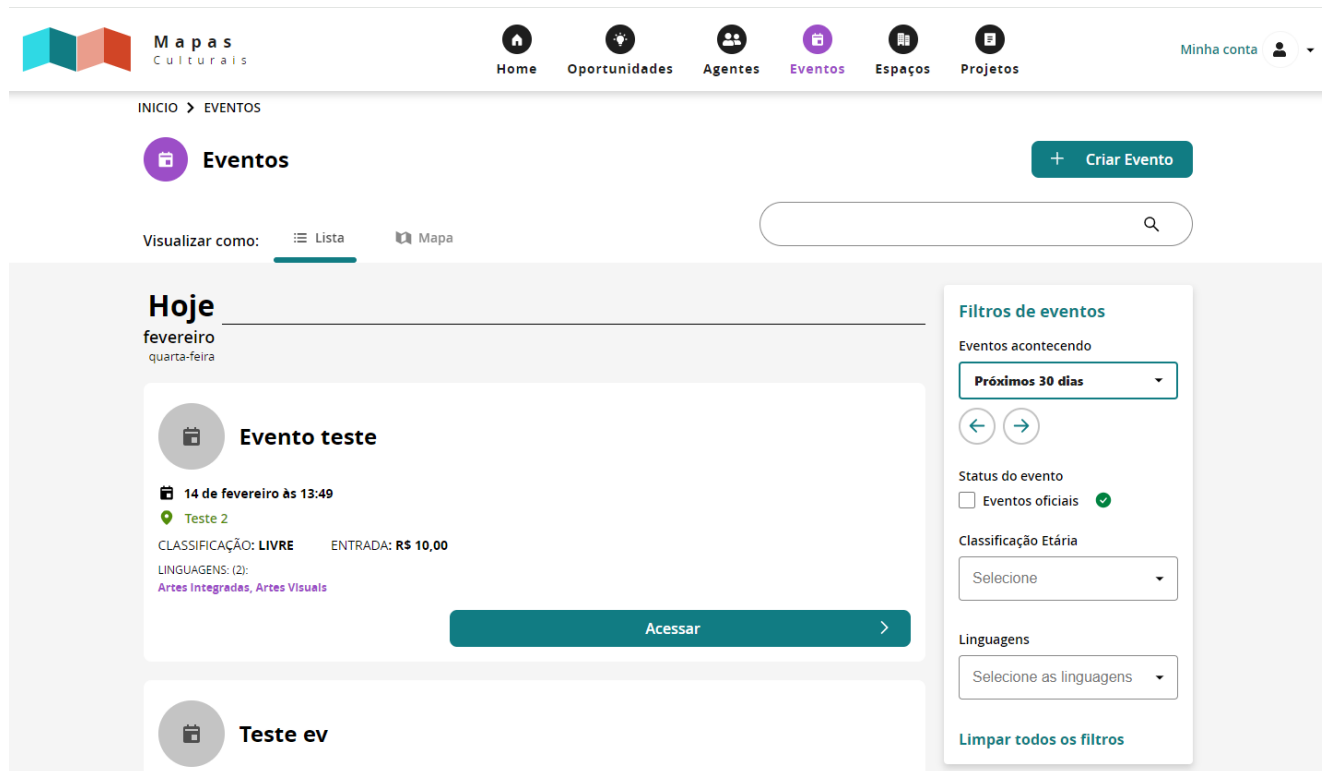 Mapas
Culturais
Home
Oportunidades
Agentes
Eventos
Espaços
Projetos
Minha conta
INICIO > EVENTOS
Eventos
+ Criar Evento
Visualizar como:
Lista
Mapa
Hoje
fevereiro
quarta-feira
Evento teste
14 de fevereiro às 13:49
Teste 2
CLASSIFICAÇÃO: LIVRE ENTRADA: R$ 10,00
LINGUAGENS: (2):
Artes Integradas, Artes Visuais
Acessar
Teste ev
Filtros de eventos
Eventos acontecendo
Próximos 30 dias
Status do evento
Eventos oficiais
Classificação Etária
Selecione
Linguagens
Selecione as linguagens
Limpar todos os filtros